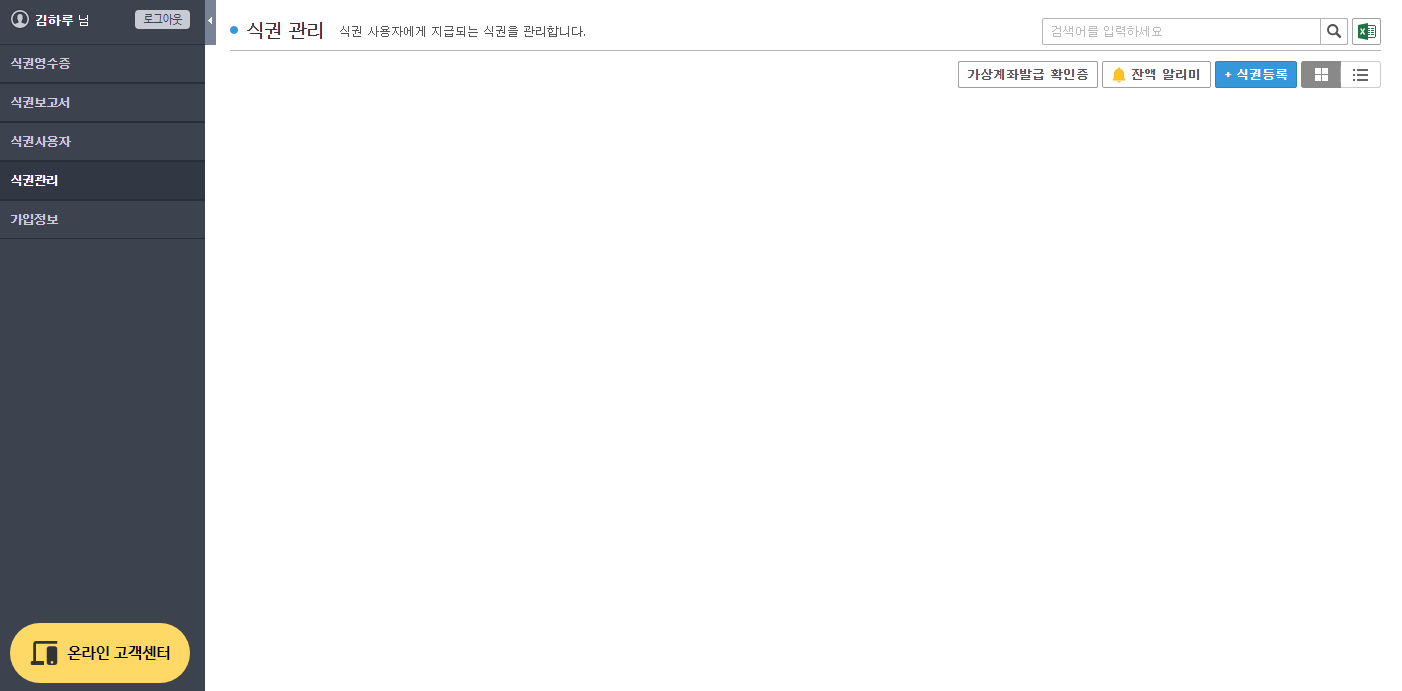 김하루 님
로그아웃
식권영수증
식권보고서
식권사용자
식권관리
가입정보
온라인 고객센터
식권 관리
식권 사용자에게 지급되는 식권을 관리합니다.
검색어를 입력하세요
가상계좌발급 확인증
잔액 알리미
+ 식권등록